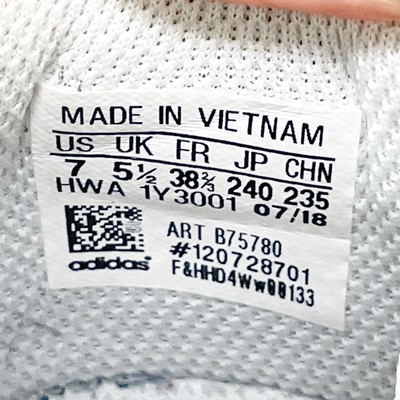 MADE IN VIETNAM
US UK FR JP CHN
7 5½ 38⅔ 240 235
HWA 1Y3001 07/18
ART B75780
#120728701
F&HHD4Ww00133
adidas